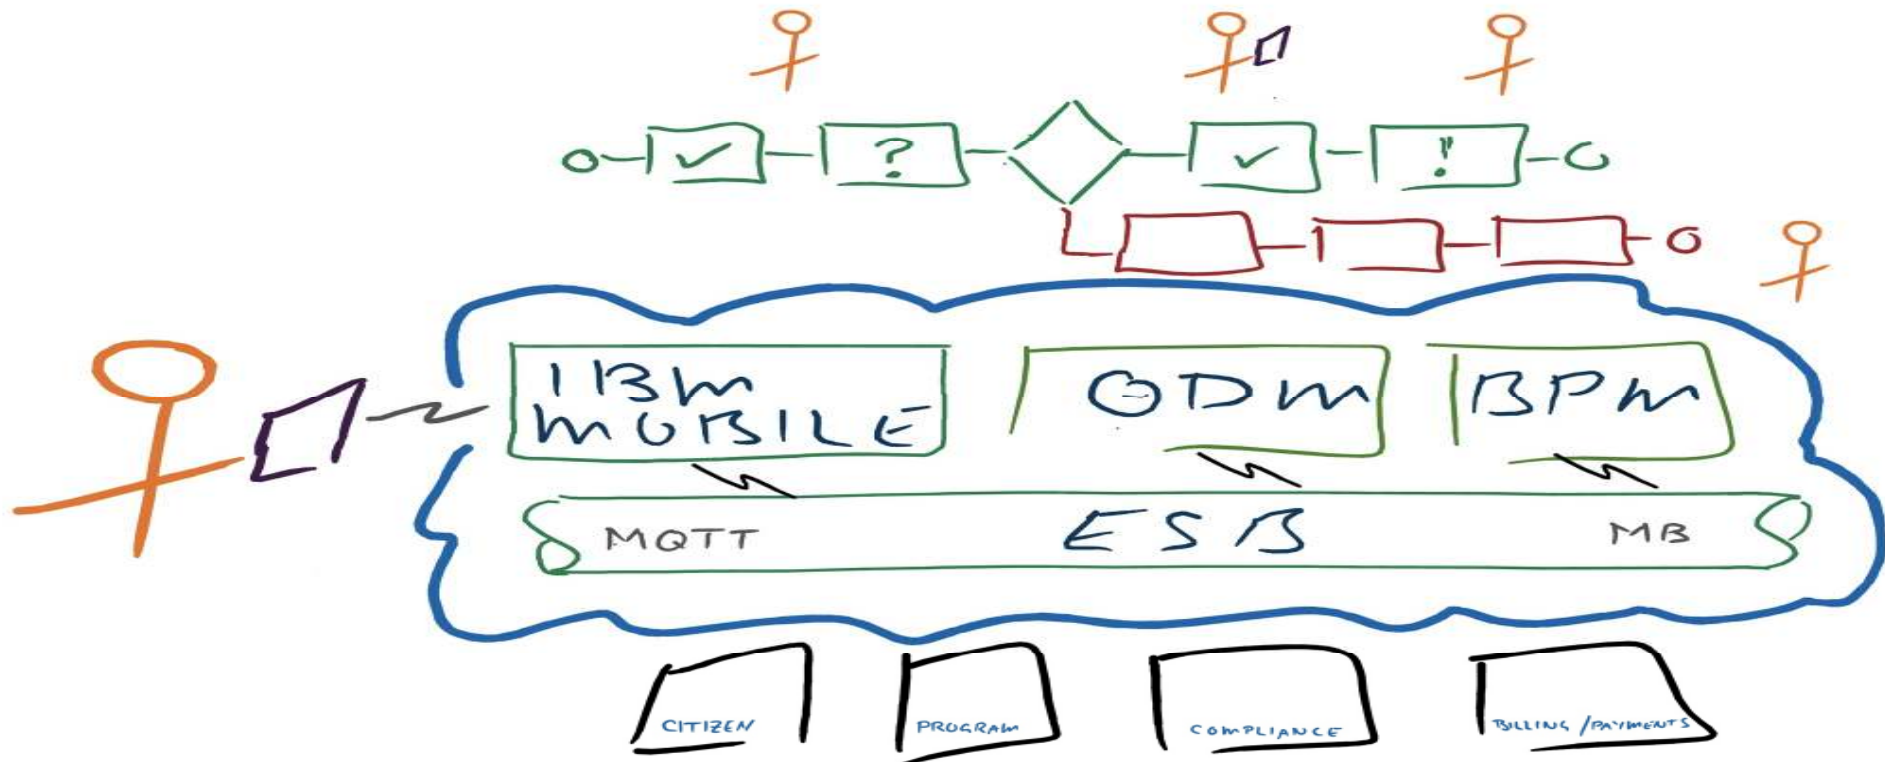 ?
!
IBM
MOBILE
ODM
BPM
MQTT
ESB
MB
CITIZEN
PROGRAM
COMPLIANCE
BILLING / PAYMENTS